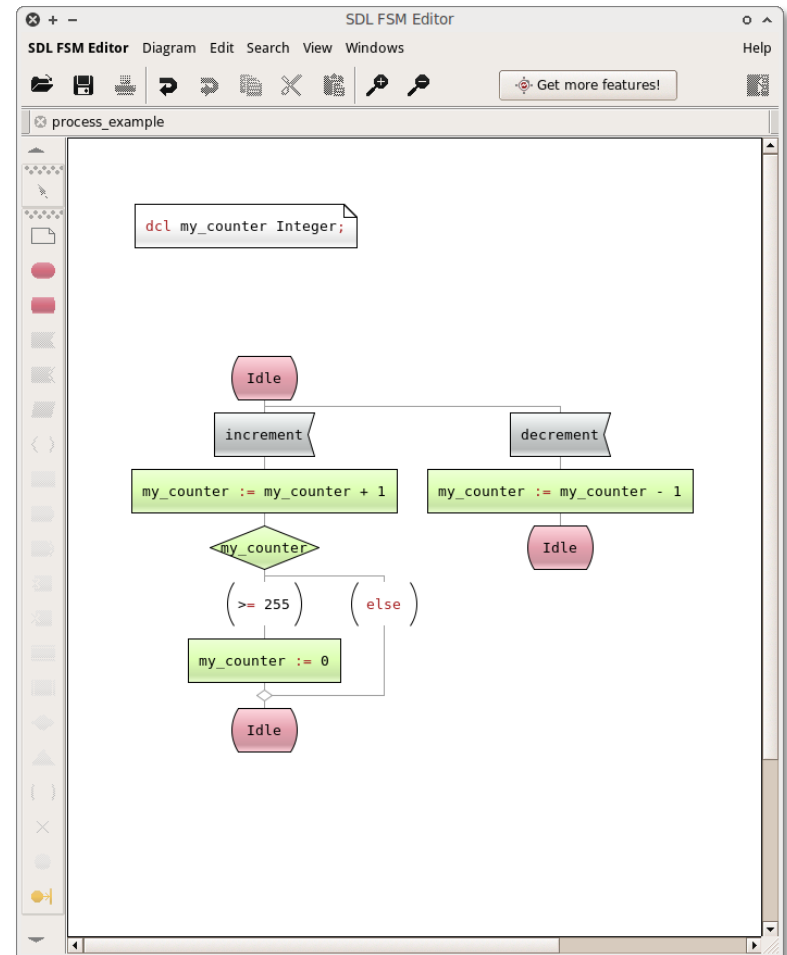 SDL FSM Editor
SDL FSM Editor Diagram Edit Search View Windows Help
Get more features!
process_example
dcl my_counter Integer;
Idle
increment decrement
my_counter := my_counter + 1 my_counter := my_counter - 1
my_counter Idle
>= 255 else
my_counter := 0
Idle